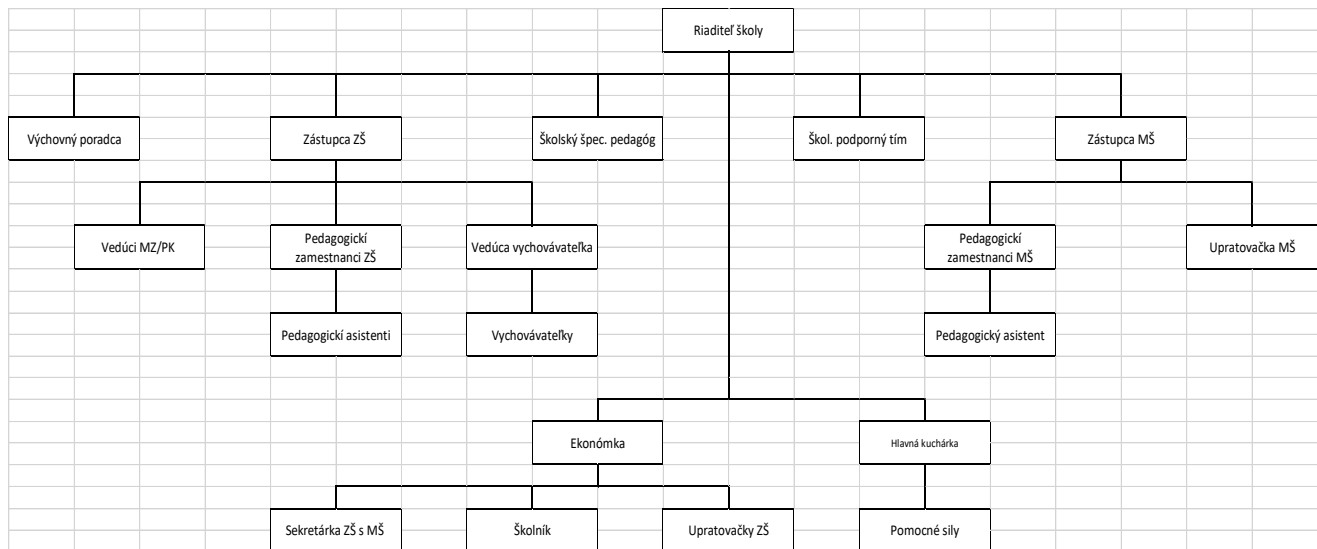 Riaditeľ školy
Výchovný poradca
Zástupca ZŠ
Školský špec. pedagóg
Škol. podporný tím
Zástupca MŠ
Vedúci MZ/PK
Pedagogickí
zamestnanci ZŠ
Vedúca vychovávateľka
Pedagogickí
zamestnanci MŠ
Upratovačka MŠ
Pedagogickí asistenti
Vychovávateľky
Pedagogický asistent
Ekonómka
Hlavná kuchárka
Sekretárka ZŠ s MŠ
Školník
Upratovačky ZŠ
Pomocné sily